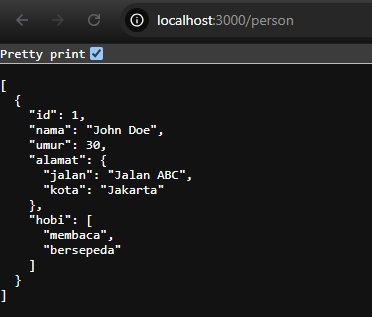 localhost:3000/person
Pretty print
[
  {
    "id": 1,
    "nama": "John Doe",
    "umur": 30,
    "alamat": {
      "jalan": "Jalan ABC",
      "kota": "Jakarta"
    },
    "hobi": [
      "membaca",
      "bersepeda"
    ]
  }
]